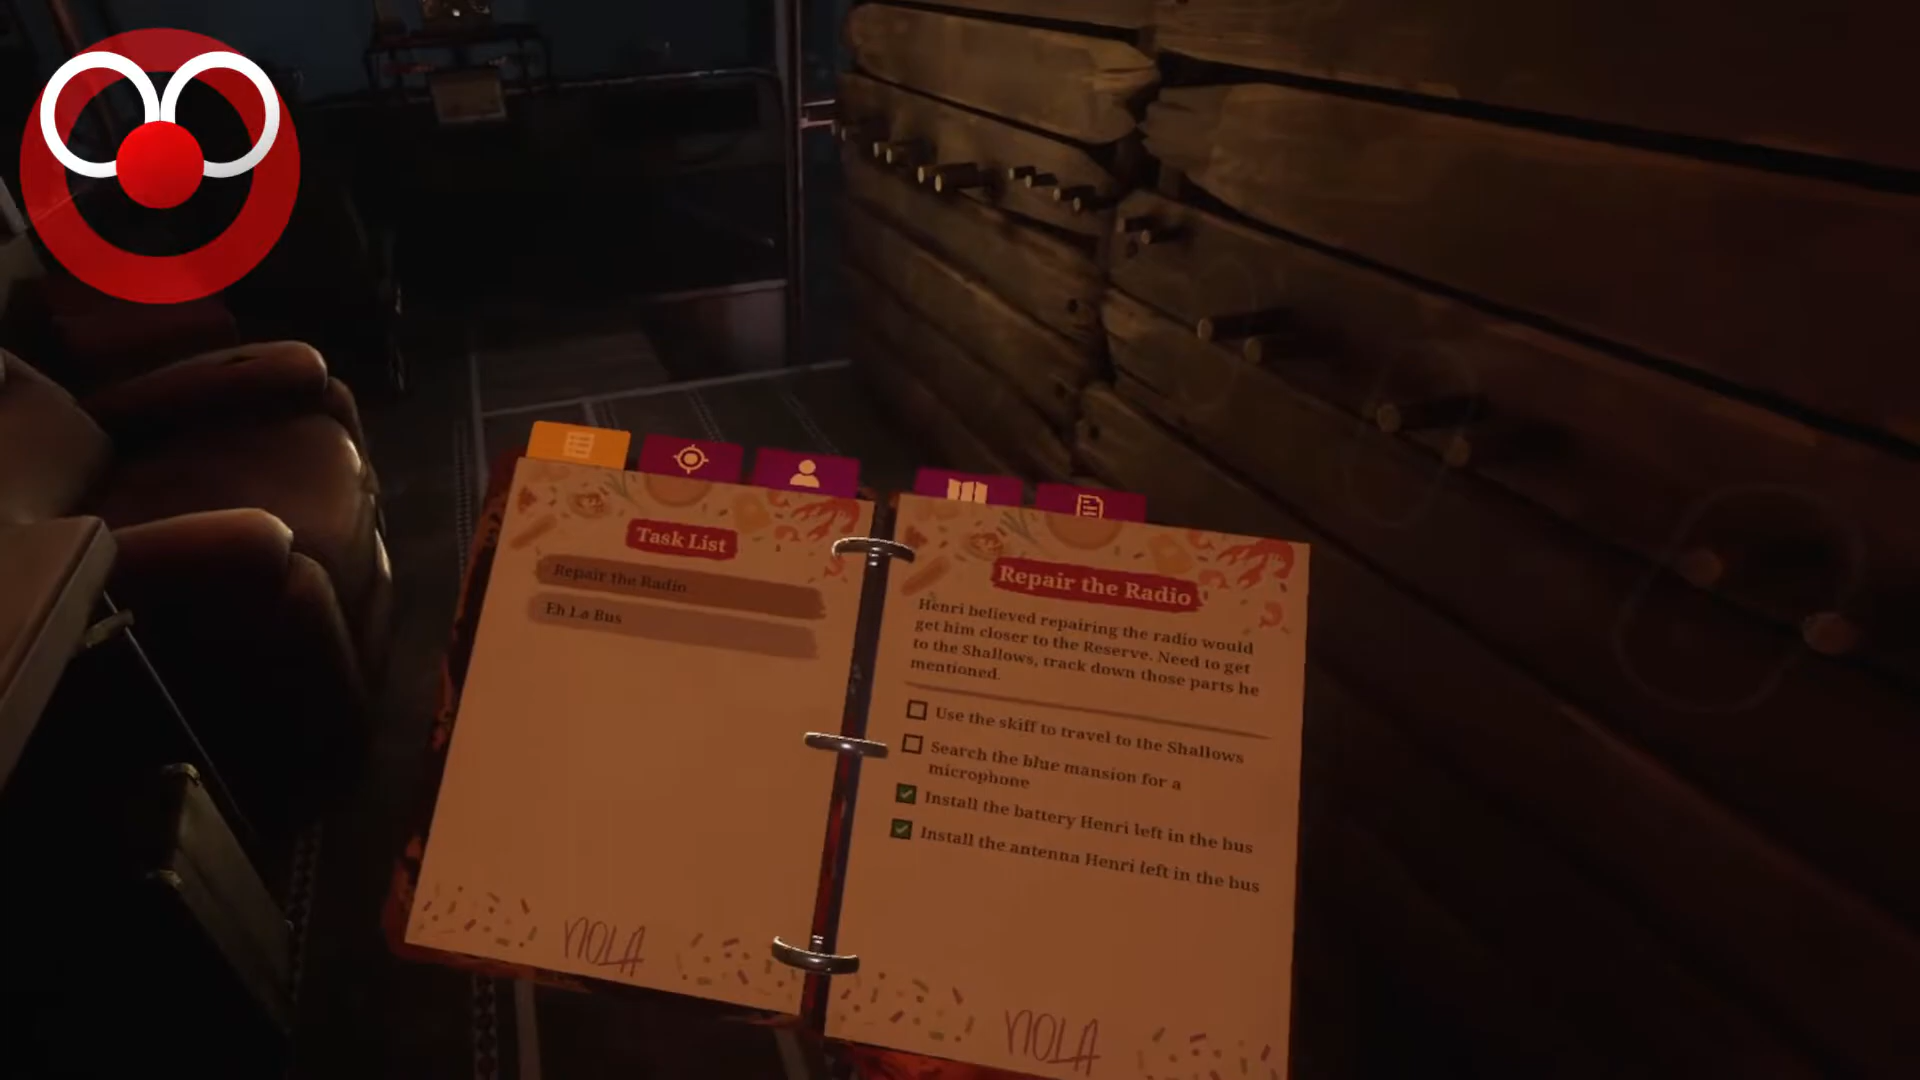 Task List
Repair the Radio
Eh La Bus
NOLA
Repair the Radio
Henri believed repairing the radio would
get him closer to the Reserve. Need to get
to the Shallows, track down those parts he
mentioned.
Use the skiff to travel to the Shallows
Search the blue mansion for a
microphone
Install the battery Henri left in the bus
Install the antenna Henri left in the bus
NOLA